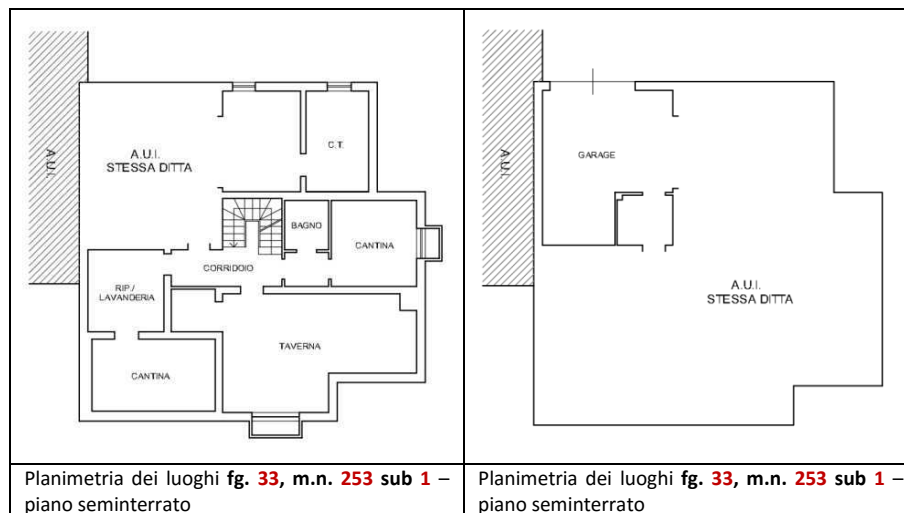 A.U.I.
A.U.I.
STESSA DITTA
C.T.
BAGNO
CANTINA
CORRIDOIO
RIP./
LAVANDERIA
TAVERNA
CANTINA
A.U.I.
GARAGE
A.U.I.
STESSA DITTA
Planimetria dei luoghi fg. 33, m.n. 253 sub 1 –
piano seminterrato
Planimetria dei luoghi fg. 33, m.n. 253 sub 1 –
piano seminterrato